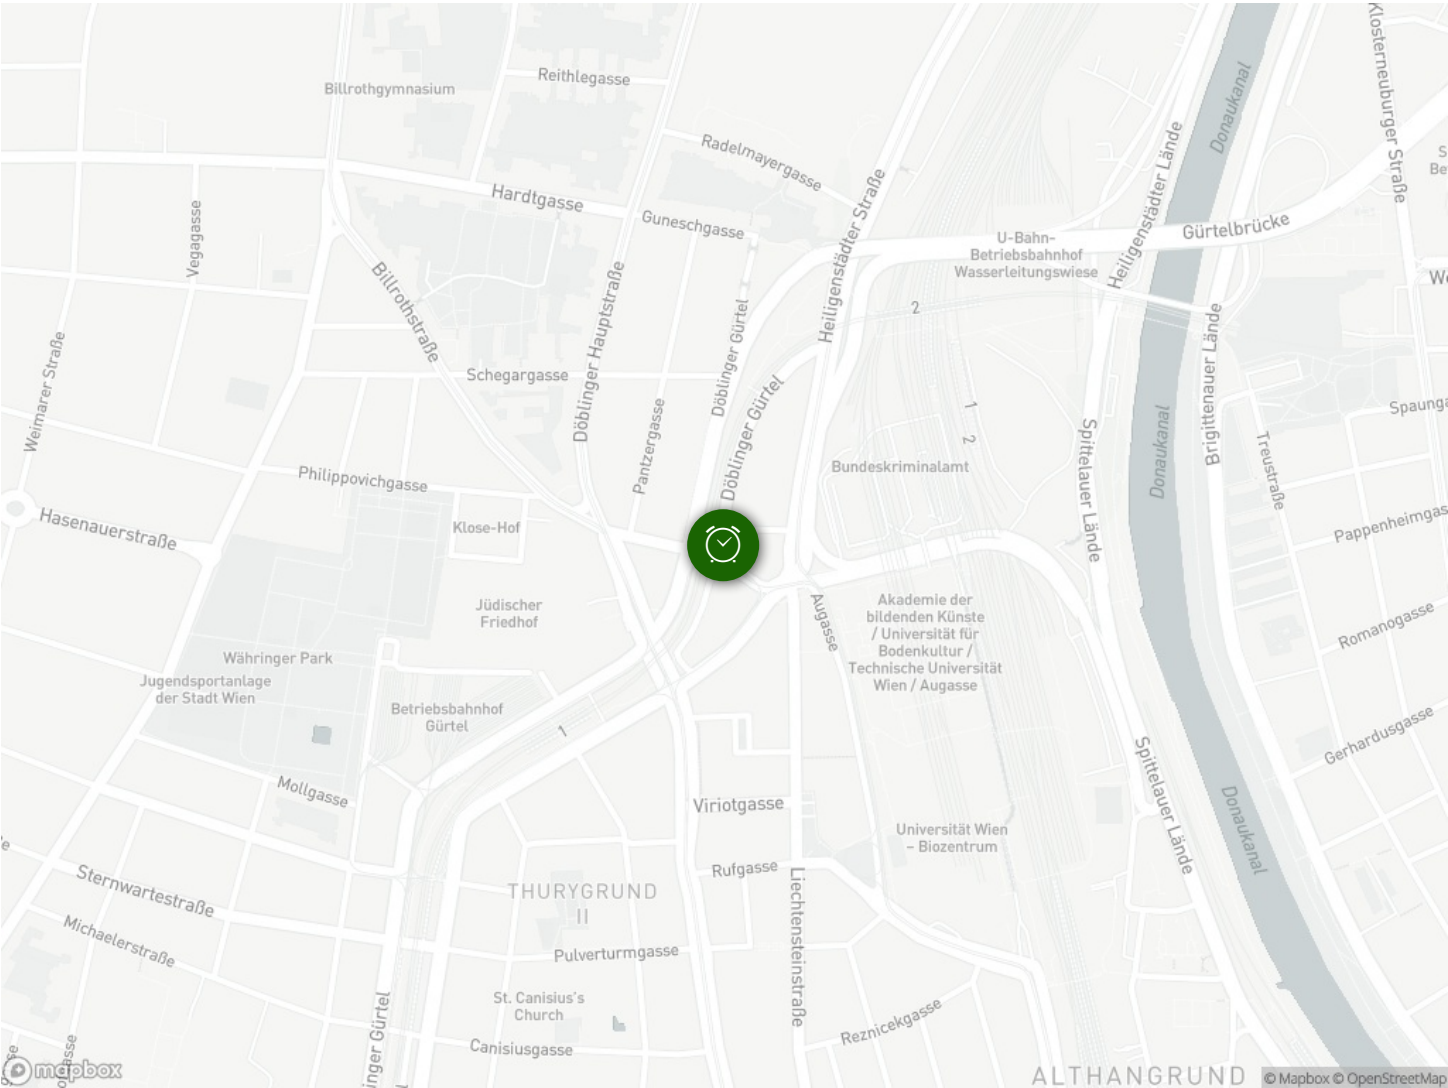 Klosterneuburger Straße
Reithlegasse
Billrothgymnasium
Donaukanal
Radelmayergasse
Heiligenstädter Lände
Hardtgasse
Guneschgasse
Vegagasse
Heiligenstädter Straße
Gürtelbrücke
U-Bahn-
Betriebsbahnhof
Wasserleitungswiese
Billrothstraße
Döblinger Hauptstraße
Döblinger Gürtel
2
Weimarer Straße
Schegargasse
Döblinger Gürtel
Brigittenauer Lände
1
2
Pantzergasse
Donaukanal
Spittelauer Lände
Treustraße
Philippovichgasse
Bundeskriminalamt
Hasenauerstraße
Klose-Hof
Jüdischer
Friedhof
Augasse
Akademie der
bildenden Künste
/ Universität für
Bodenkultur /
Technische Universität
Wien / Augasse
Romanogasse
Währinger Park
Jugendsportanlage
der Stadt Wien
Betriebsbahnhof
Gürtel
1
Gerhardusgasse
Spittelauer Lände
Mollgasse
Viriotgasse
Donaukanal
Universität Wien
– Biozentrum
Rufgasse
Sternwartestraße
THURYGRUND
II
Liechtensteinstraße
Michaelerstraße
Pulverturmgasse
St. Canisius's
Church
Reznicekgasse
Canisiusgasse
inger Gürtel
mapbox
ALTHANGRUND
© Mapbox © OpenStreetMap